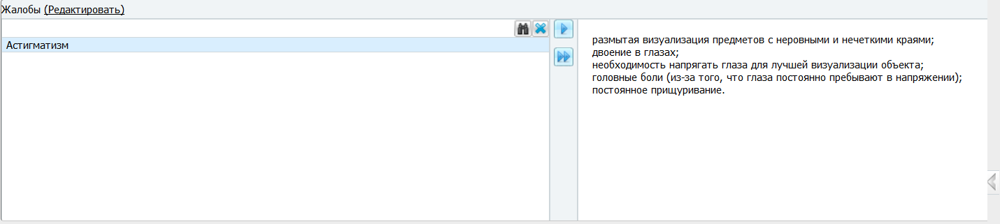 Жалобы (Редактировать)
Астигматизм
размытая визуализация предметов с неровными и нечеткими краями;
двоение в глазах;
необходимость напрягать глаза для лучшей визуализации объекта;
головные боли (из-за того, что глаза постоянно пребывают в напряжении);
постоянное прищуривание.